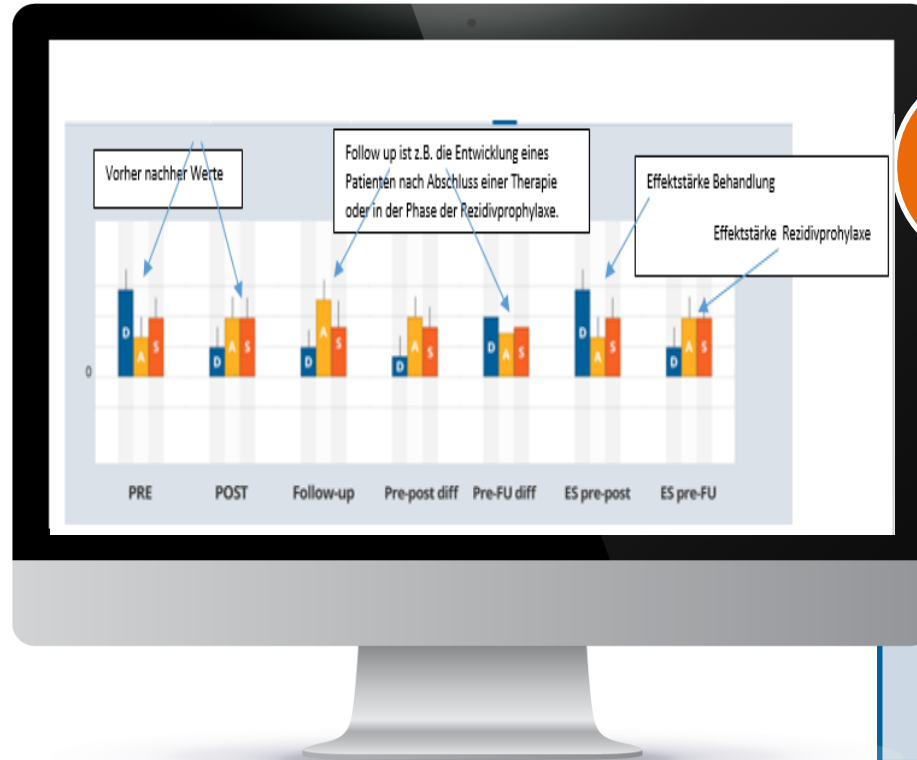 Vorher nachher Werte
Follow up ist z.B. die Entwicklung eines
Patienten nach Abschluss einer Therapie
oder in der Phase der Rezidivprophylaxe.
Effektstärke Behandlung
Effektstärke Rezidivprohylaxe
D A S
D A S
D A S
D A S
D A S
D A S
D A S
0
PRE POST Follow-up Pre-post diff Pre-FU diff ES pre-post ES pre-FU